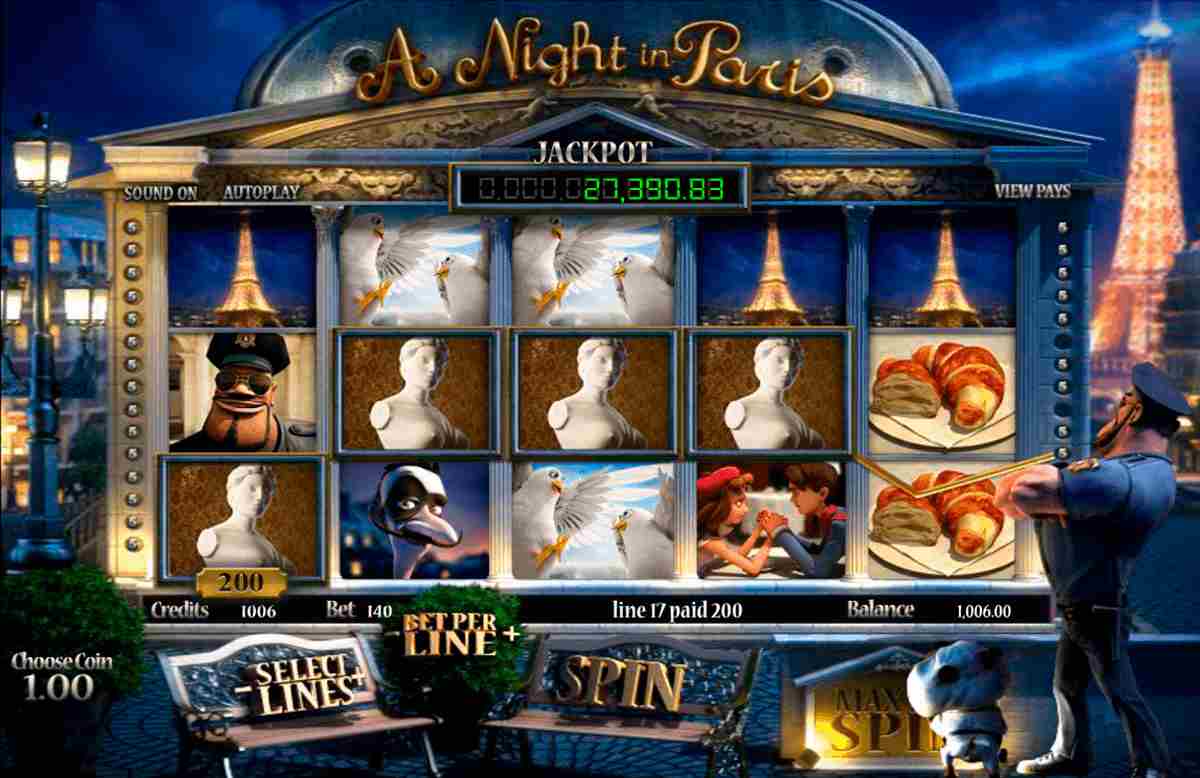 A Night in Paris
JACKPOT
0.000.027,390.83
SOUND ON AUTOPLAY
VIEW PAYS
200
Credits 1006 Bet 140 line 17 paid 200 Balance 1,006.00
Choose Coin
1.00
- SELECT LINES +
- BET PER LINE +
SPIN
MAX